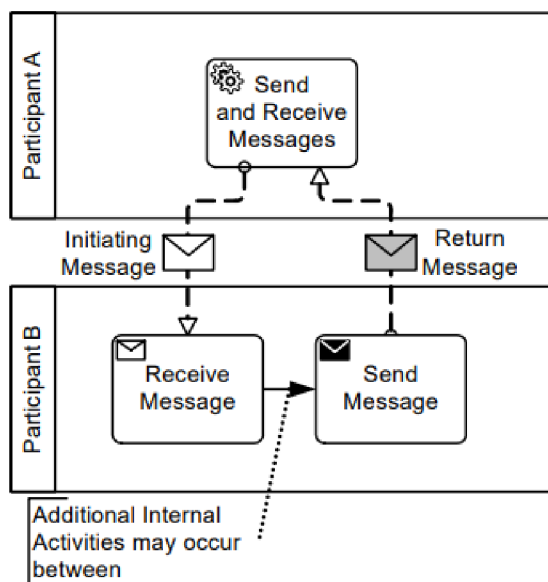 Participant A
Send
and Receive
Messages
Initiating
Message
Return
Message
Participant B
Receive
Message
Send
Message
Additional Internal
Activities may occur
between